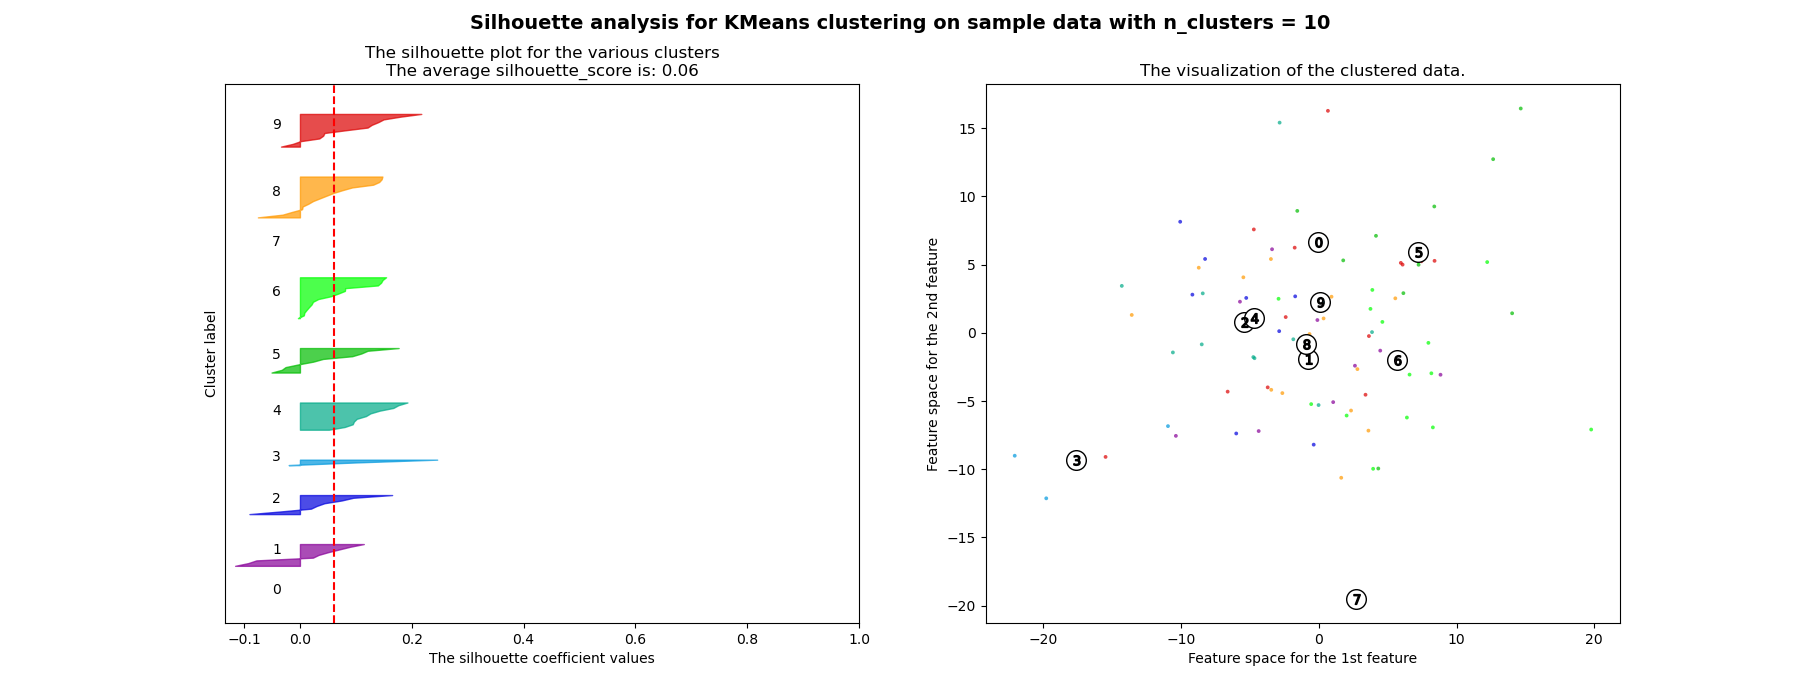 Silhouette analysis for KMeans clustering on sample data with n_clusters = 10
The silhouette plot for the various clusters
The average silhouette_score is: 0.06
Cluster label
9
8
7
6
5
4
3
2
1
0
−0.1 0.0 0.2 0.4 0.6 0.8 1.0
The silhouette coefficient values
The visualization of the clustered data.
Feature space for the 2nd feature
15
10
5
0
−5
−10
−15
−20
0
5
9
2 4
8
1
6
3
7
−20 −10 0 10 20
Feature space for the 1st feature